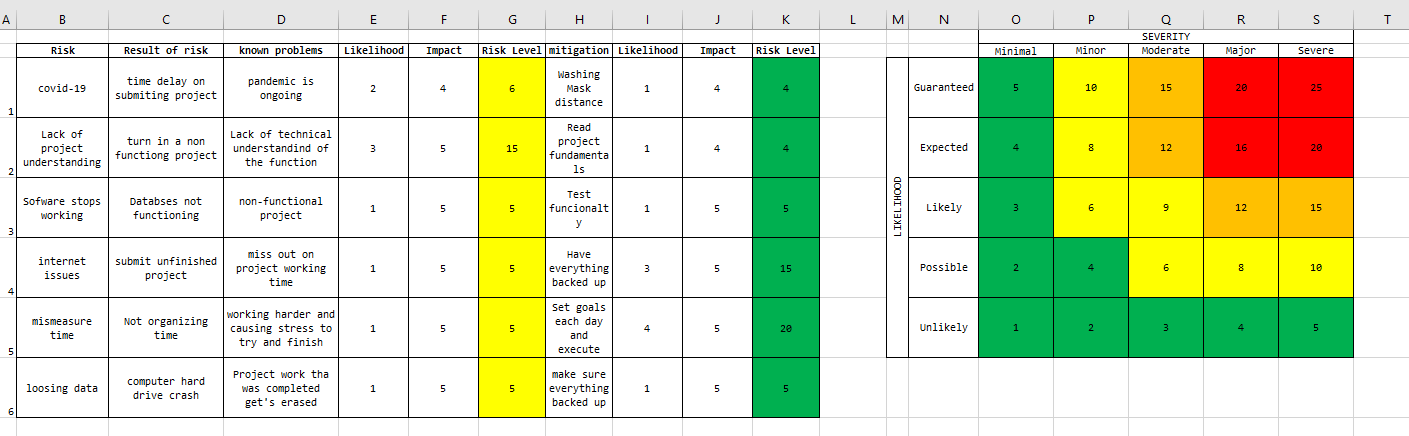 A B C D E F G H I J K L M N O P Q R S T
SEVERITY
Risk Result of risk known problems Likelihood Impact Risk Level mitigation Likelihood Impact Risk Level Minimal Minor Moderate Major Severe
1 covid-19
time delay on
submiting project
pandemic is
ongoing
2 4 6
Washing
Mask
distance
1 4 4
Guaranteed 5 10 15 20 25
2
Lack of
project
understanding
turn in a non
functiong project
Lack of technical
understandind of
the function
3 5 15
Read
project
fundamenta
ls
1 4 4
Expected 4 8 12 16 20
3
Sofware stops
working
Databses not
functioning
non-functional
project
1 5 5
Test
funcionalt
y
1 5 5
LIKELIHOOD
Likely 3 6 9 12 15
4
internet
issues
submit unfinished
project
miss out on
project working
time
1 5 5
Have
everything
backed up
3 5 15
Possible 2 4 6 8 10
5
mismeasure
time
Not organizing
time
working harder and
causing stress to
try and finish
1 5 5
Set goals
each day
and
execute
4 5 20
Unlikely 1 2 3 4 5
6
loosing data
computer hard
drive crash
Project work tha
was completed
get's erased
1 5 5
make sure
everything
backed up
1 5 5